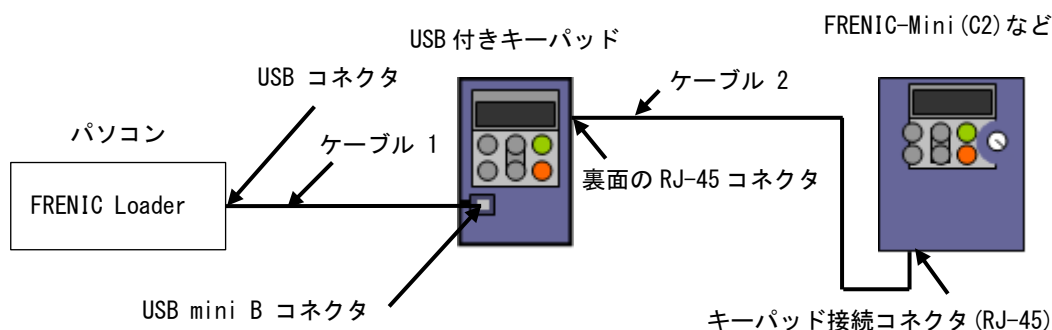 FRENIC-Mini(C2)など
USB 付きキーパッド
USB コネクタ
ケーブル 2
パソコン
ケーブル 1
裏面の RJ-45 コネクタ
FRENIC Loader
USB mini B コネクタ
キーパッド接続コネクタ(RJ-45)